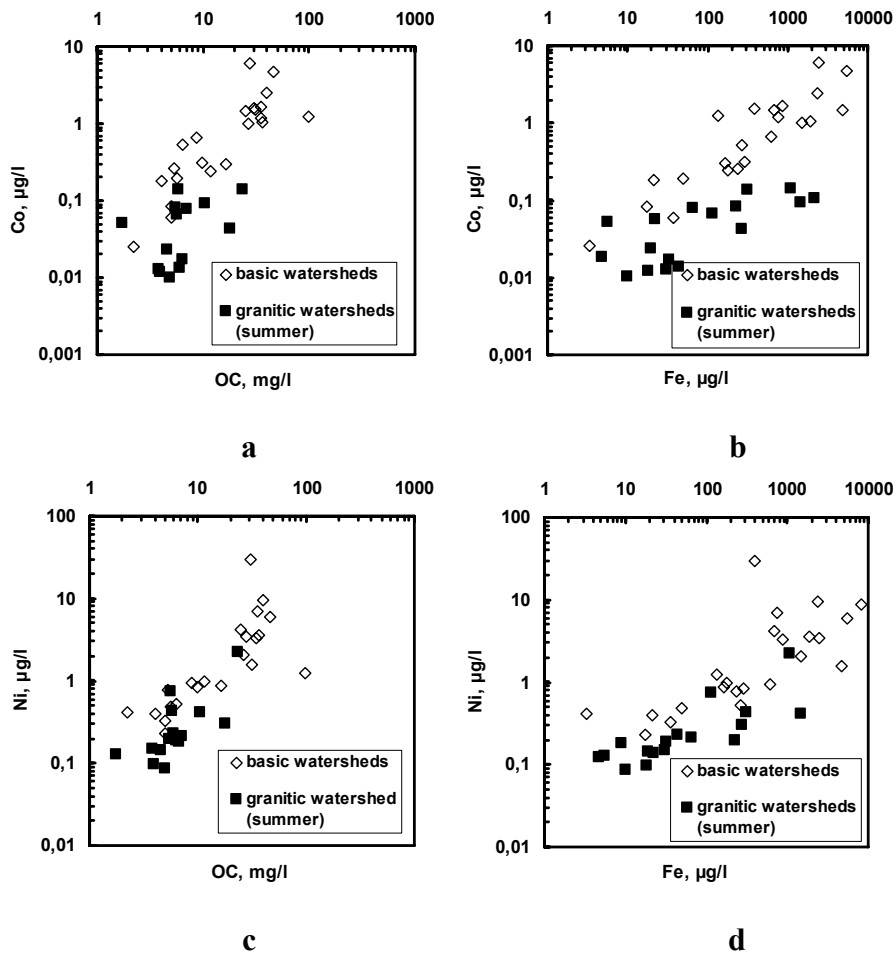 1 10 100 1000
10
1
0,1
0,01
0,001
Co, µg/l
◇ basic watersheds
■ granitic watersheds
(summer)
OC, mg/l
a
1 10 100 1000 10000
10
1
0,1
0,01
0,001
Co, µg/l
◇ basic watersheds
■ granitic watersheds
(summer)
Fe, µg/l
b
1 10 100 1000
100
10
1
0,1
0,01
Ni, µg/l
◇ basic watersheds
■ granitic watershed
(summer)
OC, mg/l
c
1 10 100 1000 10000
100
10
1
0,1
0,01
Ni, µg/l
◇ basic watersheds
■ granitic watersheds
(summer)
Fe, µg/l
d